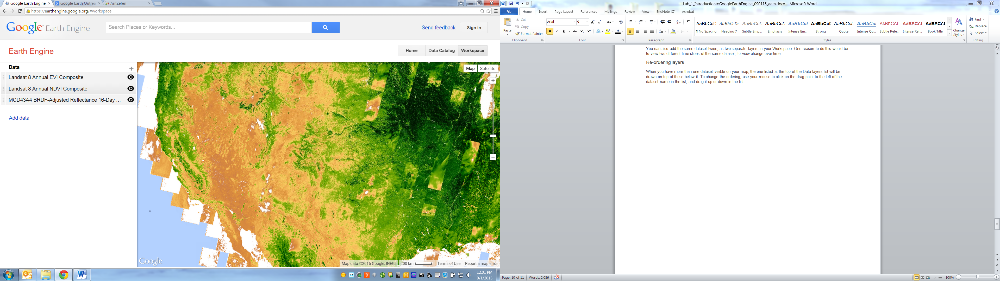 Google Earth Engine
Google Earth Outrea
ArifZefen
https://earthengine.google.org/#workspace
Google Earth Engine
Search Places or Keywords...
Send feedback
Sign in
Earth Engine
Home
Data Catalog
Workspace
Data
Landsat 8 Annual EVI Composite
Landsat 8 Annual NDVI Composite
MCD43A4 BRDF-Adjusted Reflectance 16-Day ...
Add data
Map
Satellite
Google
Map data ©2015 Google, INEGI
200 km
Terms of Use
Report a map error
12:01 PM
9/1/2015
Lab_1_IntroductiontoGoogleEarthEngine_090115_aam.docx - Microsoft Word
File
Home
Insert
Page Layout
References
Mailings
Review
View
EndNote X7
Acrobat
Paste
Cut
Copy
Format Painter
Clipboard
Arial
9
Font
Paragraph
AaBbCcD
AaBbCcDc
AaBbCcD
AaBbCcD
AaBbCcI
AaBbCcI
AaBbCcD
AaBbCcI
AaBbCcD
AaBbCcI
AaBbCcI
¶ No Spacing
Heading 7
Subtle Emp...
Emphasis
Intense Em...
Strong
Quote
Intense Qu...
Subtle Refe...
Intense Ref...
Book Title
Change
Styles
Styles
Find
Replace
Select
Editing
You can also add the same dataset twice, as two separate layers in your Workspace. One reason to do this would be
to view two different time slices of the same dataset, to view change over time.
Re-ordering layers
When you have more than one dataset visible on your map, the one listed at the top of the Data layers list will be
drawn on top of those below it. To change the ordering, use your mouse to click on the drag point to the left of the
dataset name in the list, and drag it up or down in the list.
Page: 10 of 11
Words: 2,086
100%